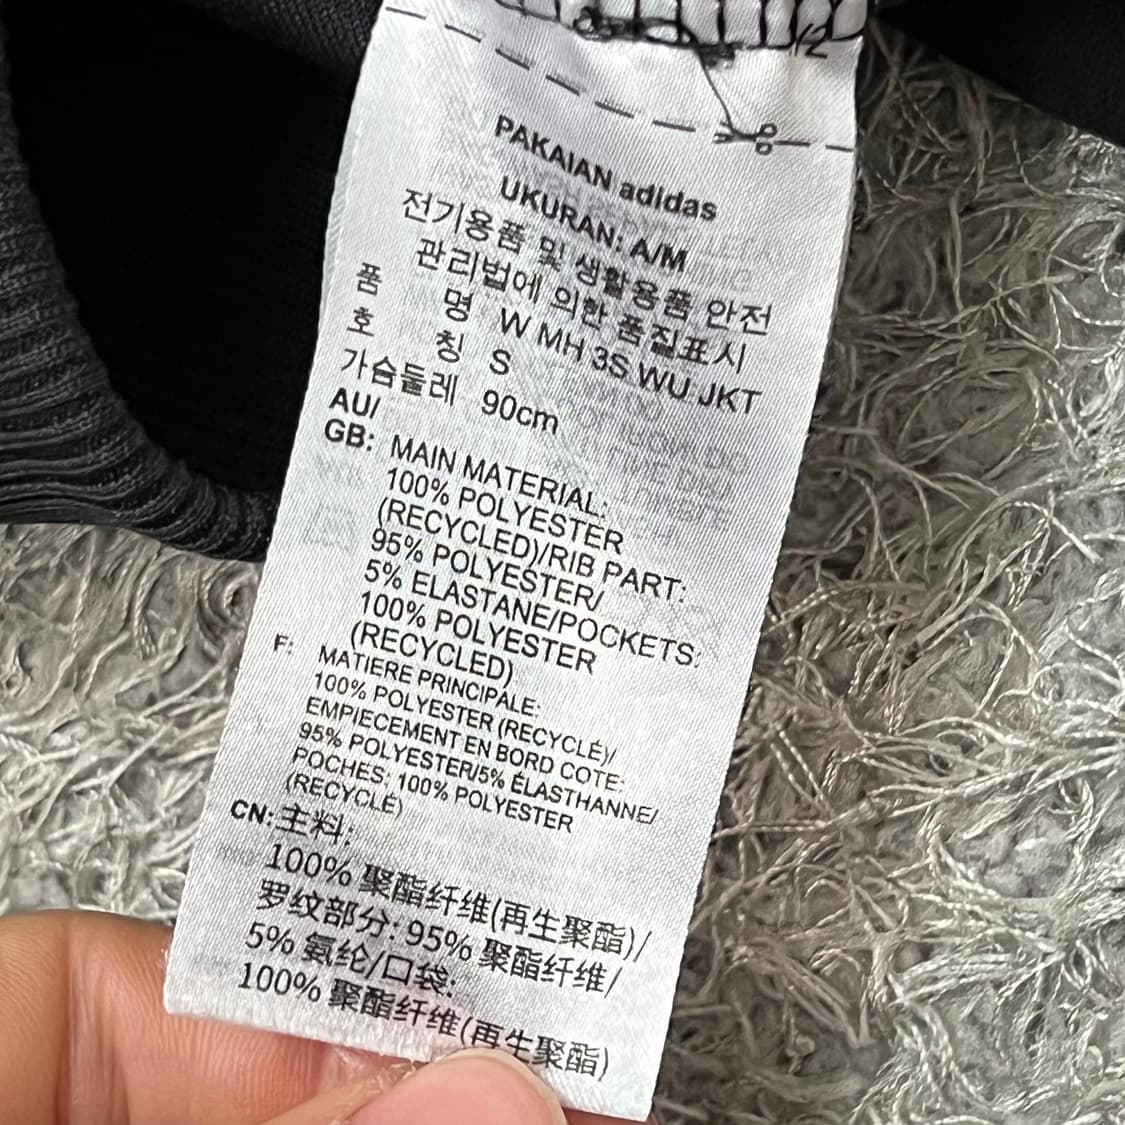 PAKAIAN adidas
UKURAN: A/M
전기용품 및 생활용품 안전
관리법에 의한 품질표시
품 명 W MH 3S WU JKT
호 칭 S
가슴둘레 90cm
AU/
GB: MAIN MATERIAL:
100% POLYESTER
(RECYCLED)/RIB PART:
95% POLYESTER/
5% ELASTANE/POCKETS:
100% POLYESTER
(RECYCLED)
F: MATIERE PRINCIPALE:
100% POLYESTER (RECYCLÉ)/
EMPIECEMENT EN BORD COTE:
95% POLYESTER/5% ÉLASTHANNE/
POCHES: 100% POLYESTER
(RECYCLÉ)
CN: 主料:
100% 聚酯纤维(再生聚酯)/
罗纹部分: 95% 聚酯纤维/
5% 氨纶/口袋:
100% 聚酯纤维(再生聚酯)